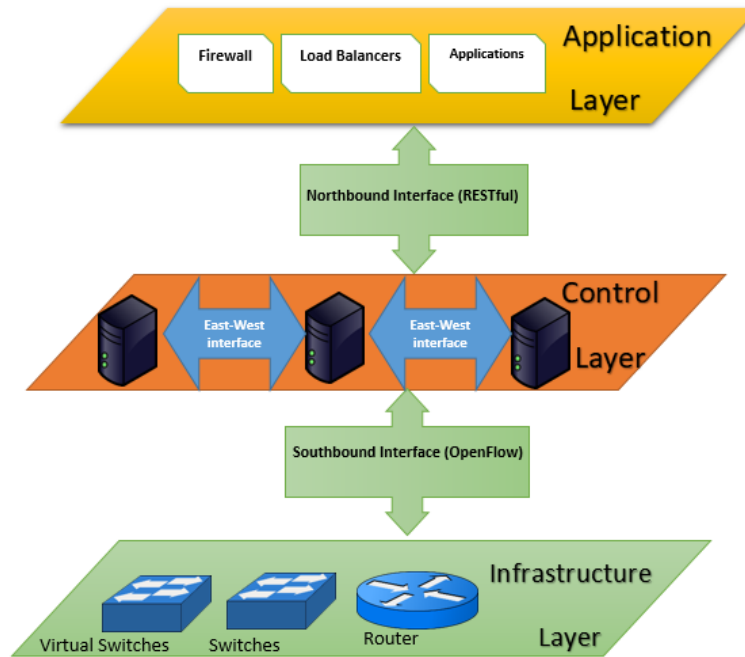 Application
Firewall
Load Balancers
Applications
Layer
Northbound Interface (RESTful)
Control
East-West
interface
East-West
interface
Layer
Southbound Interface (OpenFlow)
Infrastructure
Virtual Switches
Switches
Router
Layer